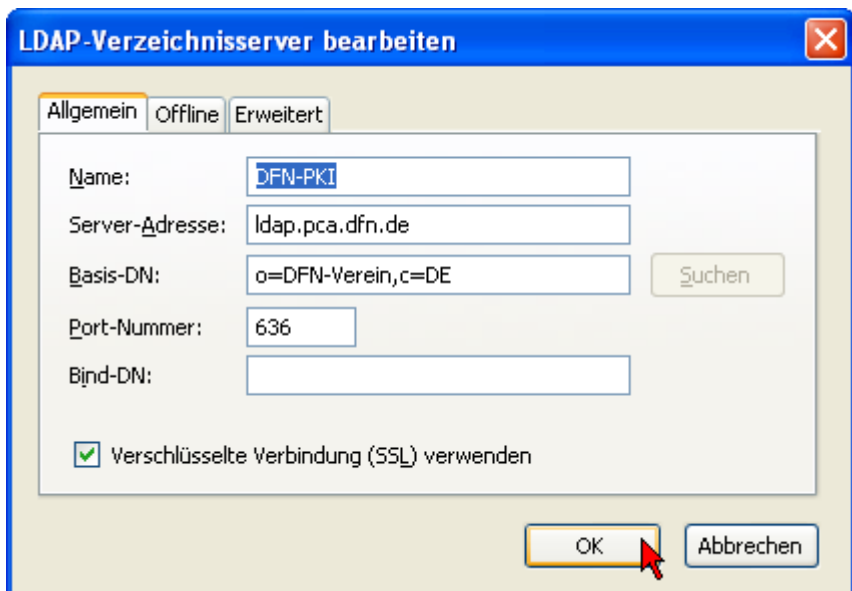 LDAP-Verzeichnisserver bearbeiten
Allgemein Offline Erweitert
Name: DFN-PKI
Server-Adresse: ldap.pca.dfn.de
Basis-DN: o=DFN-Verein,c=DE Suchen
Port-Nummer: 636
Bind-DN:
Verschlüsselte Verbindung (SSL) verwenden
OK Abbrechen